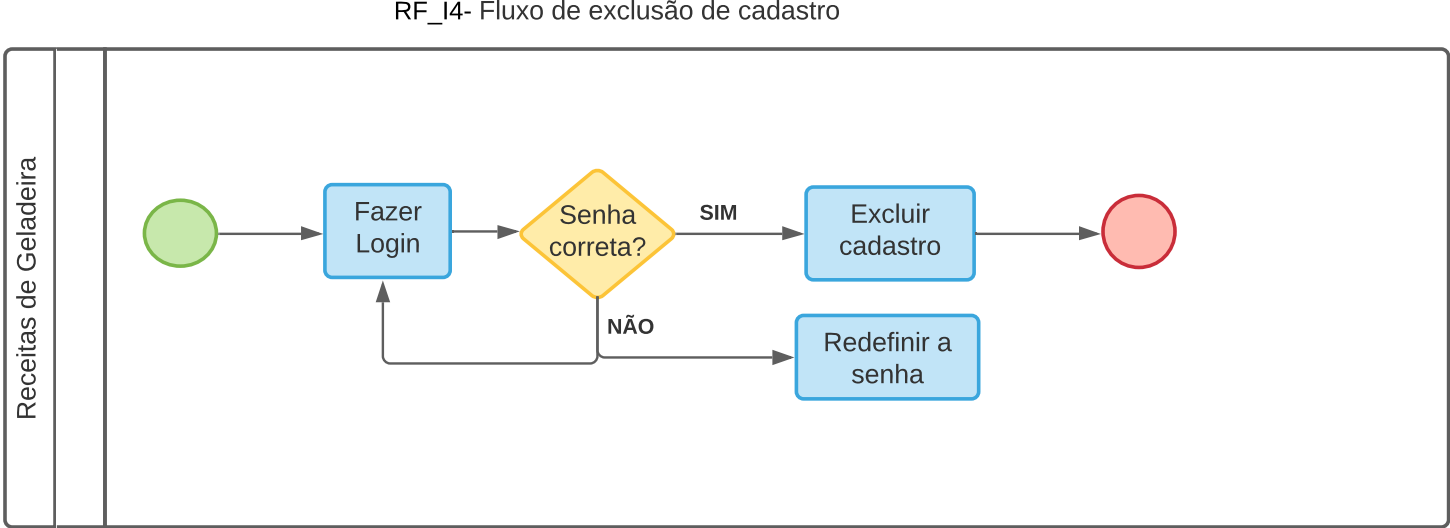 RF_I4- Fluxo de exclusão de cadastro
Receitas de Geladeira
Fazer
Login
Senha
correta?
SIM
Excluir
cadastro
NÃO
Redefinir a
senha